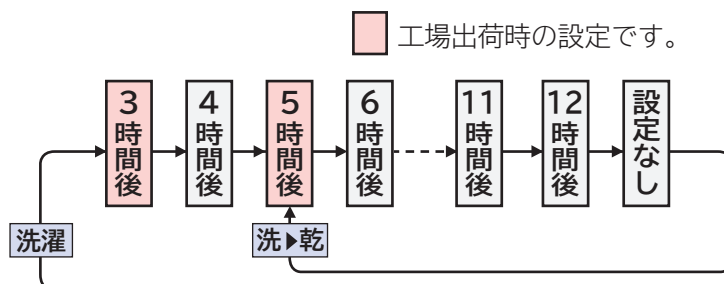 工場出荷時の設定です。
3時間後
4時間後
5時間後
6時間後
11時間後
12時間後
設定なし
洗濯
洗▶乾